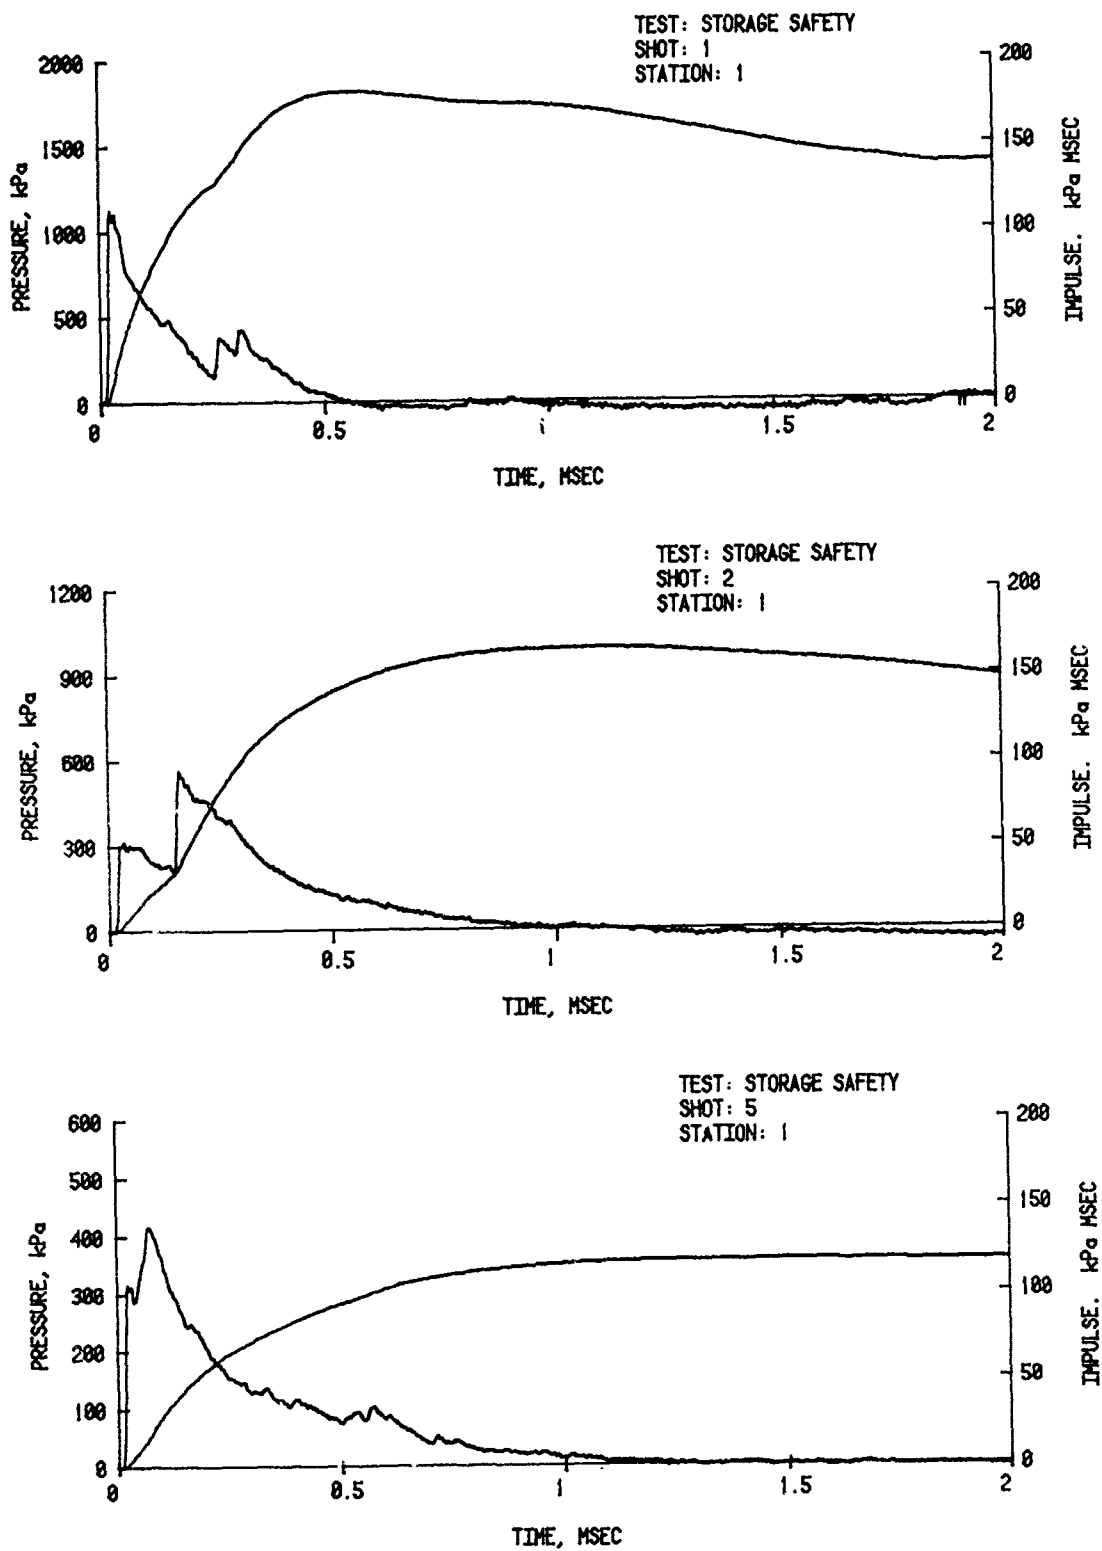 TEST: STORAGE SAFETY
SHOT: 1
STATION: 1
2000
1500
1000
500
0
PRESSURE, kPa
200
150
100
50
0
IMPULSE. kPa MSEC
0
0.5
1
1.5
2
TIME, MSEC
TEST: STORAGE SAFETY
SHOT: 2
STATION: 1
1200
900
600
300
0
PRESSURE, kPa
200
150
100
50
0
IMPULSE. kPa MSEC
0
0.5
1
1.5
2
TIME, MSEC
TEST: STORAGE SAFETY
SHOT: 5
STATION: 1
600
500
400
300
200
100
0
PRESSURE, kPa
200
150
100
50
0
IMPULSE. kPa MSEC
0
0.5
1
1.5
2
TIME, MSEC